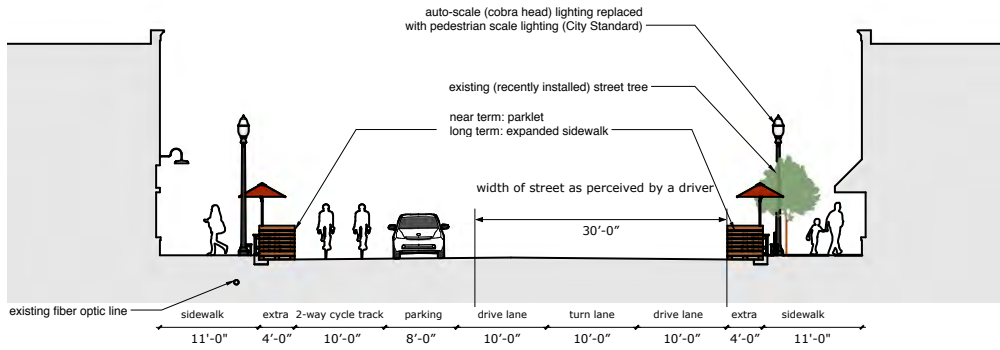 auto-scale (cobra head) lighting replaced
with pedestrian scale lighting (City Standard)
existing (recently installed) street tree
near term: parklet
long term: expanded sidewalk
width of street as perceived by a driver
30'-0"
existing fiber optic line
sidewalk extra 2-way cycle track parking drive lane turn lane drive lane extra sidewalk
11'-0" 4'-0" 10'-0" 8'-0" 10'-0" 10'-0" 10'-0" 4'-0" 11'-0"